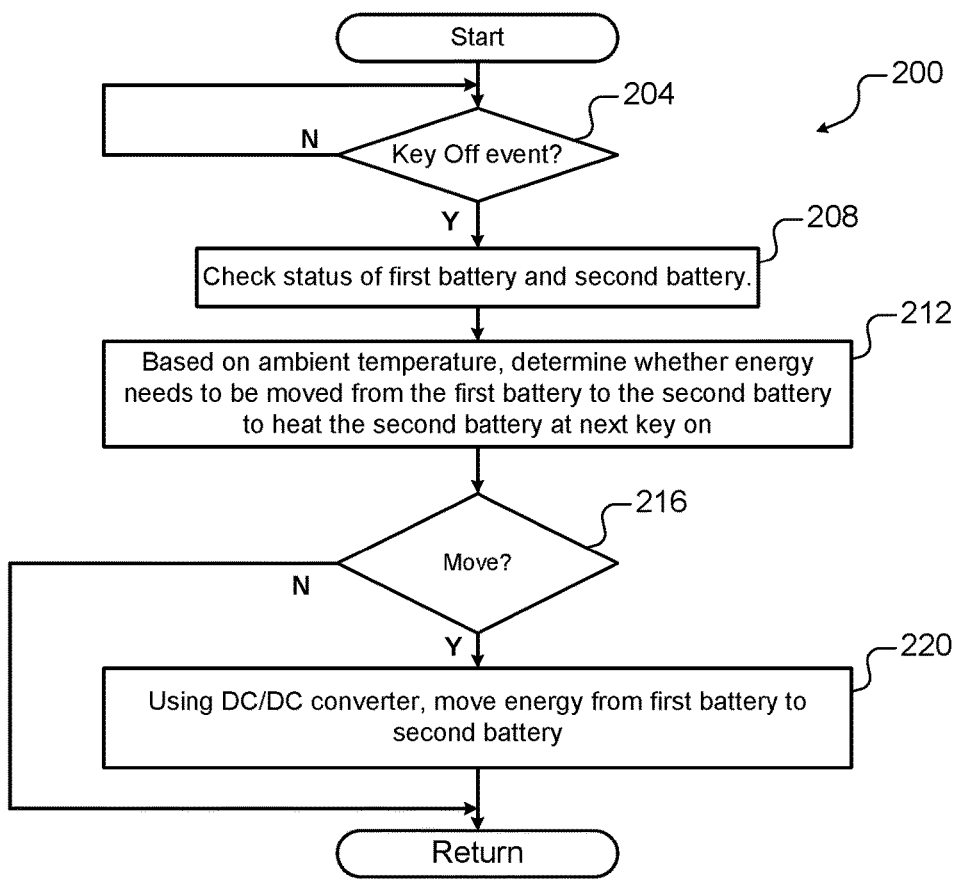 Start
200
204
N
Key Off event?
Y
208
Check status of first battery and second battery.
212
Based on ambient temperature, determine whether energy
needs to be moved from the first battery to the second battery
to heat the second battery at next key on
216
Move?
N
Y
220
Using DC/DC converter, move energy from first battery to
second battery
Return